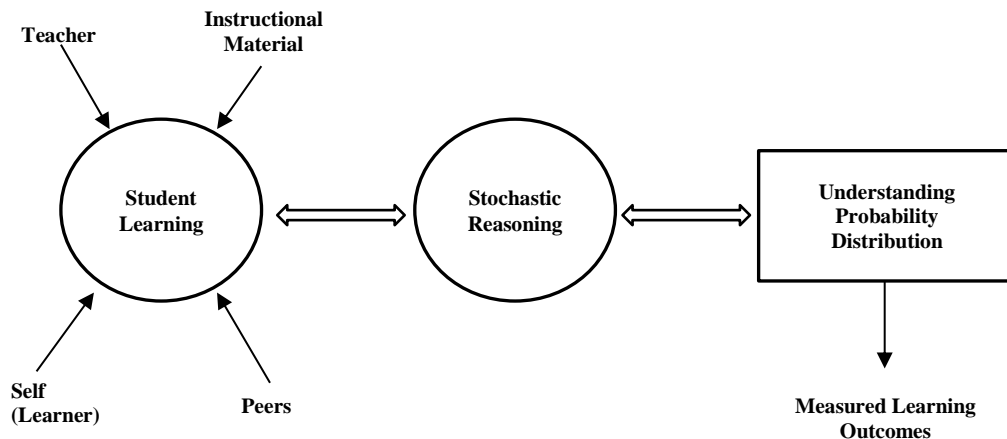 Teacher
Instructional
Material
Student
Learning
Stochastic
Reasoning
Understanding
Probability
Distribution
Self
(Learner)
Peers
Measured Learning
Outcomes